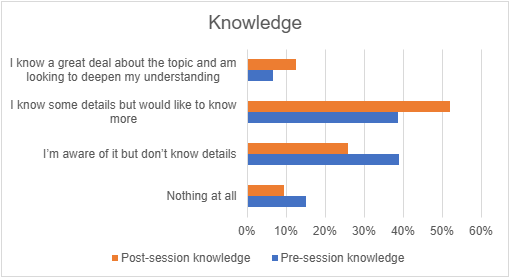 Knowledge
I know a great deal about the topic and am
looking to deepen my understanding
I know some details but would like to know
more
I'm aware of it but don't know details
Nothing at all
0% 10% 20% 30% 40% 50% 60%
Post-session knowledge Pre-session knowledge